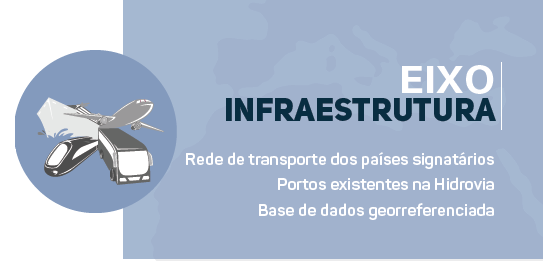 EIXO
INFRAESTRUTURA
Rede de transporte dos países signatários
Portos existentes na Hidrovia
Base de dados georreferenciada